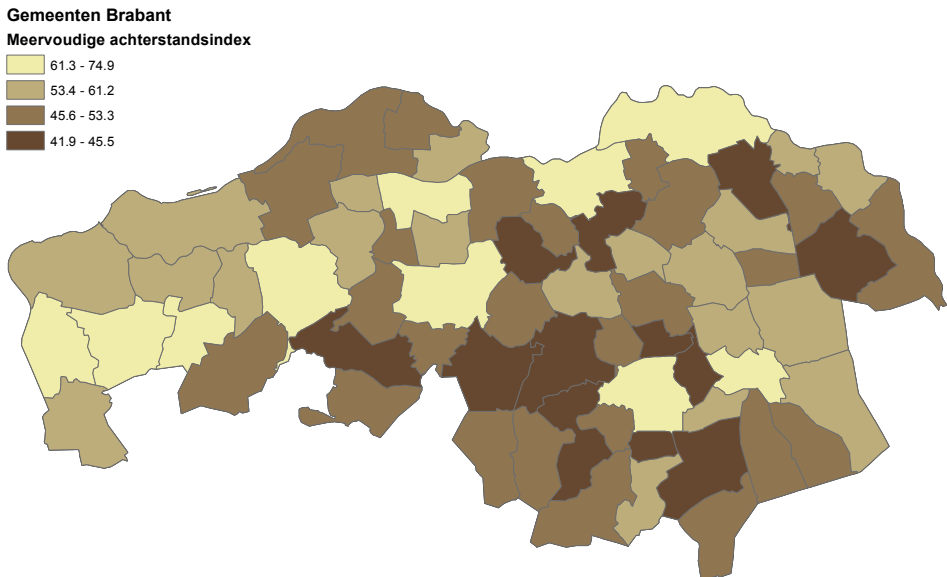 Gemeenten Brabant
Meervoudige achterstandsindex
61.3 - 74.9
53.4 - 61.2
45.6 - 53.3
41.9 - 45.5